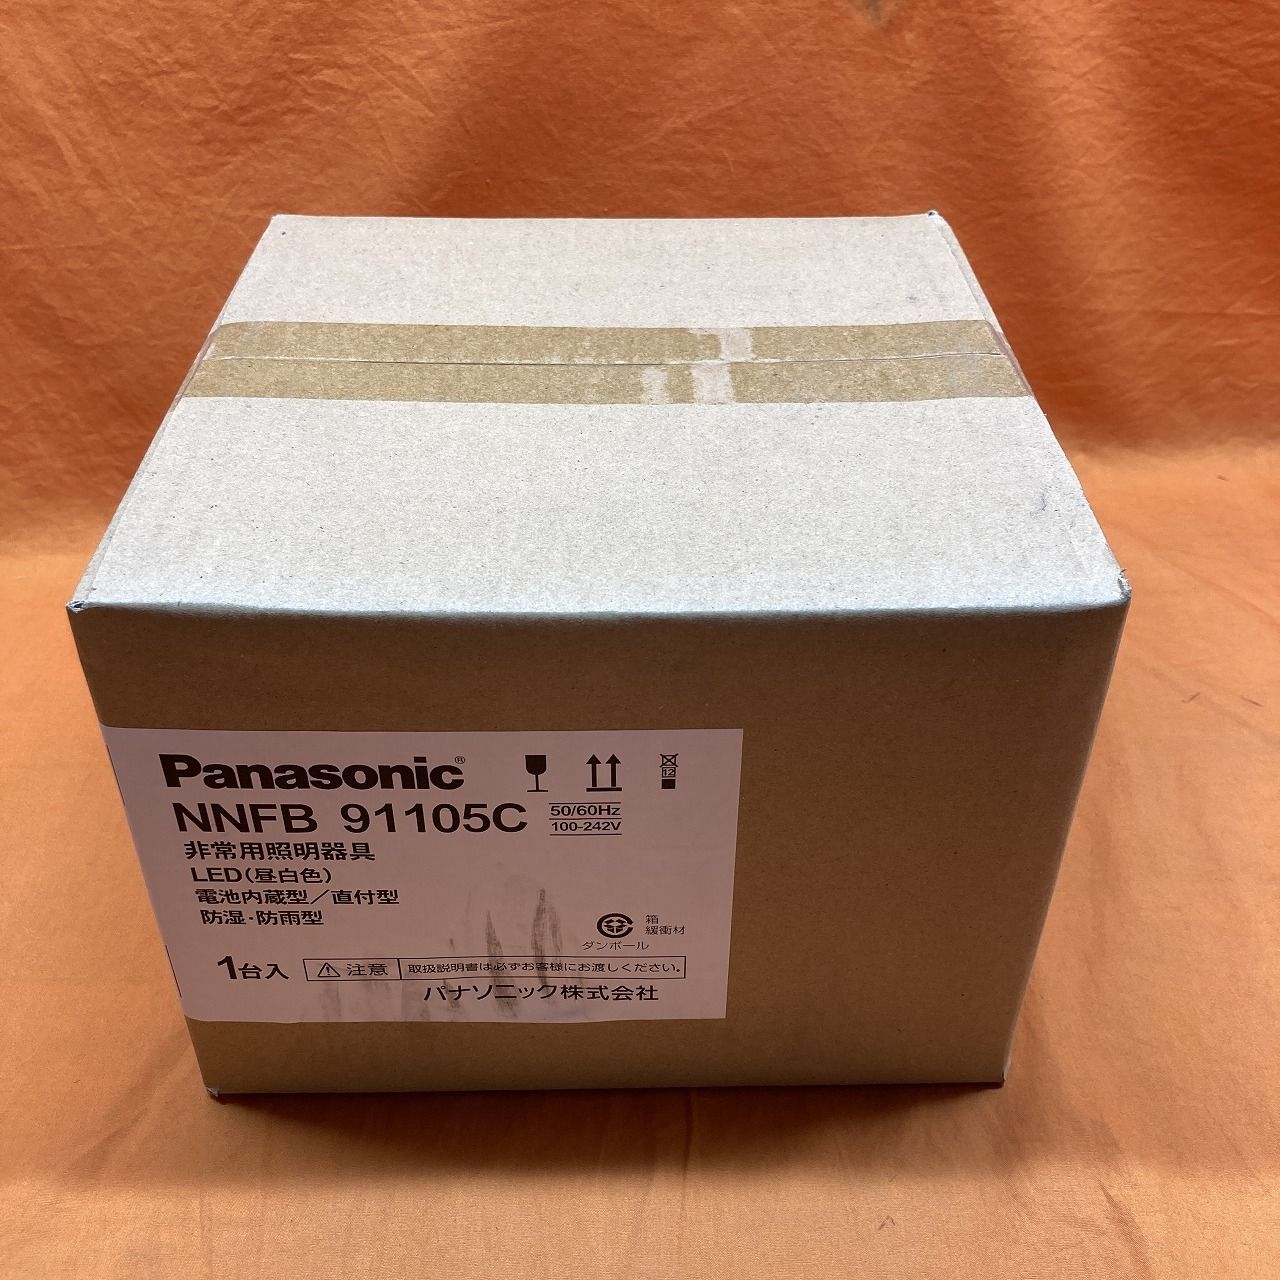 Panasonic®
NNFB 91105C
50/60Hz
100-242V
12
非常用照明器具
LED(昼白色)
電池内蔵型/直付型
防湿・防雨型
箱
緩衝材
ダンボール
1台入
注意
取扱説明書は必ずお客様にお渡しください。
パナソニック株式会社